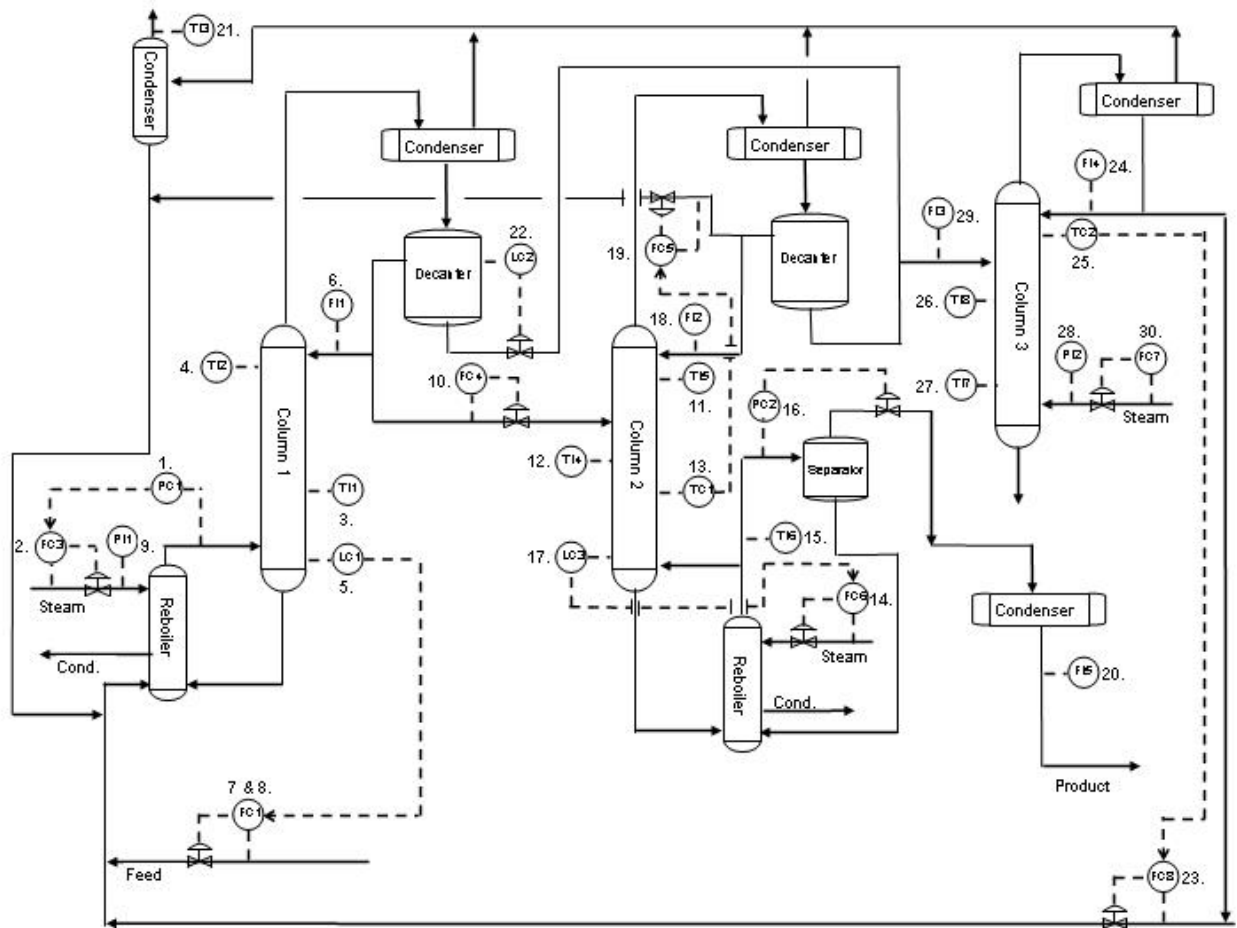 TI3 21.
Condenser
Condenser
Condenser
Condenser
FI4 24.
22.
19. FC5
Decanter
LC2
Decanter
FI3 29.
TC2
25.
6.
FI1
18. FI2
26. TI8
Column 3
28. 30.
PI2 FC7
4. TI2
10. FC4
TI5
11.
PC2 16.
27. TI7
Steam
Column 1
Column 2
12. TI4
13.
TC1
Separator
1.
PC1
TI1
3.
2. FC3 PI1 9.
LC1
5.
17. LC3
TI6 15.
Steam
Reboiler
FC6 14.
Steam
Condenser
Cond.
Reboiler
Cond.
FI5 20.
Product
7 & 8.
FC1
Feed
FC8 23.